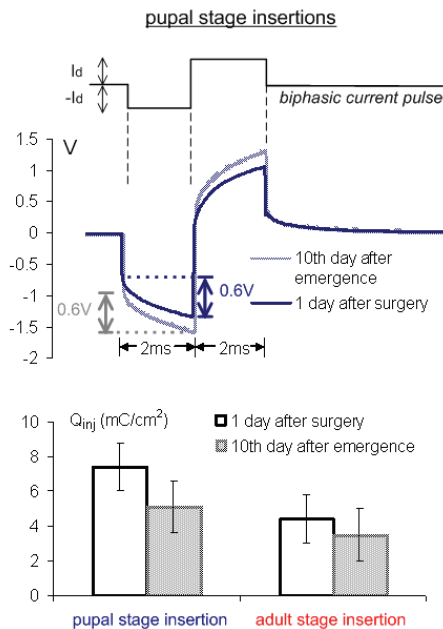 pupal stage insertions
Id
-Id
biphasic current pulse
V
1.5
1
0.5
0
-0.5
-1
-1.5
-2
10th day after
emergence
1 day after surgery
0.6V
0.6V
2ms
2ms
Qinj (mC/cm²)
10
8
6
4
2
0
1 day after surgery
10th day after emergence
pupal stage insertion
adult stage insertion